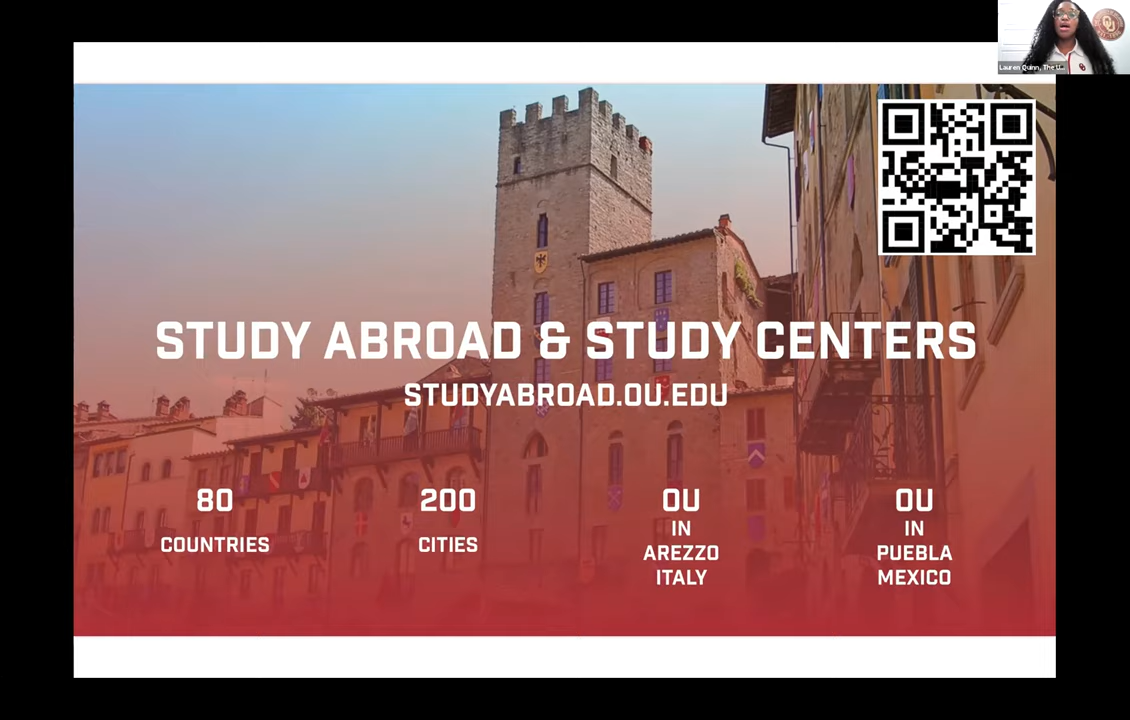 Lauren Quinn, The U...
STUDY ABROAD & STUDY CENTERS
STUDYABROAD.OU.EDU
80
COUNTRIES
200
CITIES
OU
IN
AREZZO
ITALY
OU
IN
PUEBLA
MEXICO